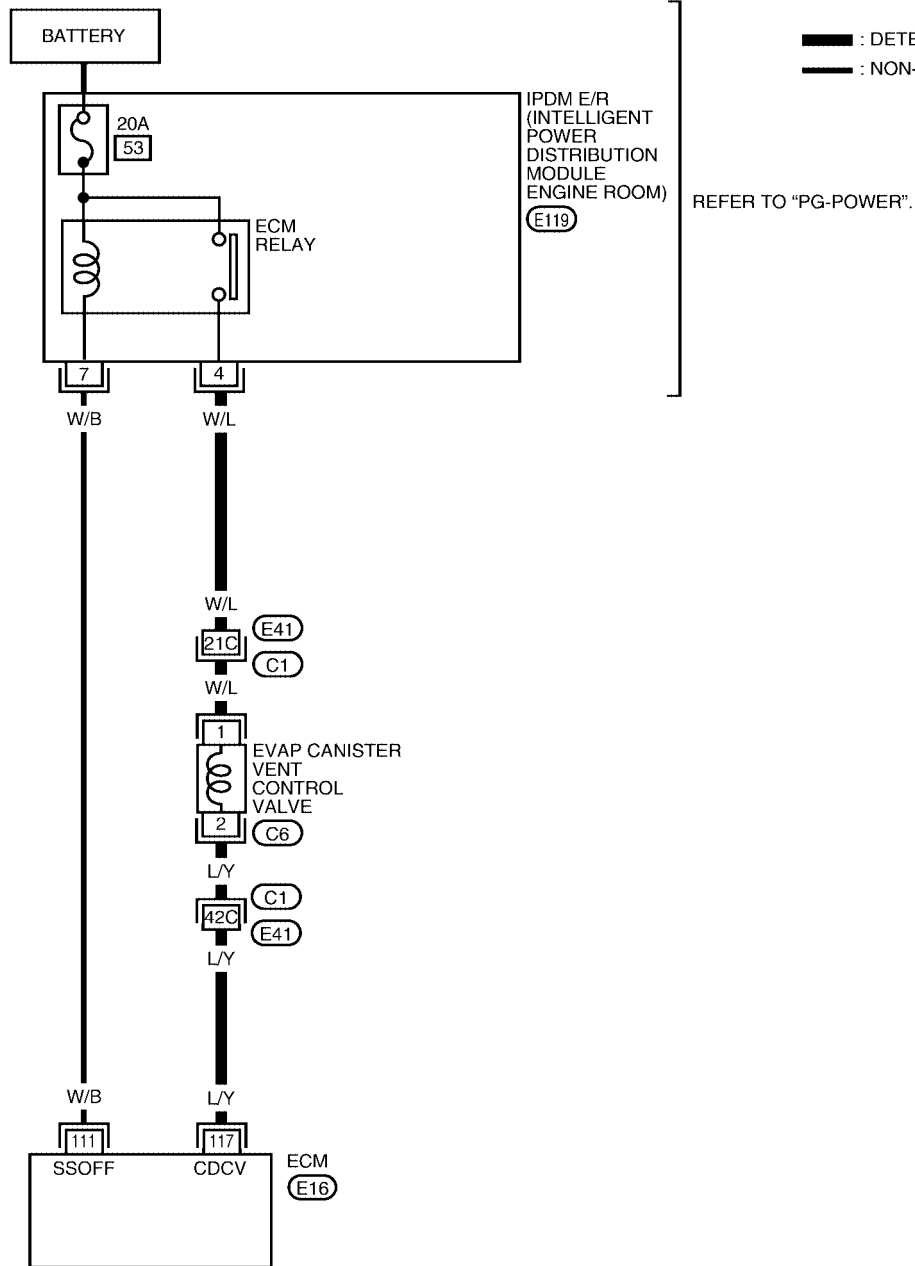 BATTERY
: DETE
: NON-
20A
53
IPDM E/R
(INTELLIGENT
POWER
DISTRIBUTION
MODULE
ENGINE ROOM)
E119
REFER TO “PG-POWER”.
ECM
RELAY
7
4
W/B
W/L
W/L
21C
E41
C1
W/L
1
EVAP CANISTER
VENT
CONTROL
VALVE
2
C6
L/Y
C1
42C
E41
L/Y
W/B
L/Y
111
117
SSOFF
CDCV
ECM
E16